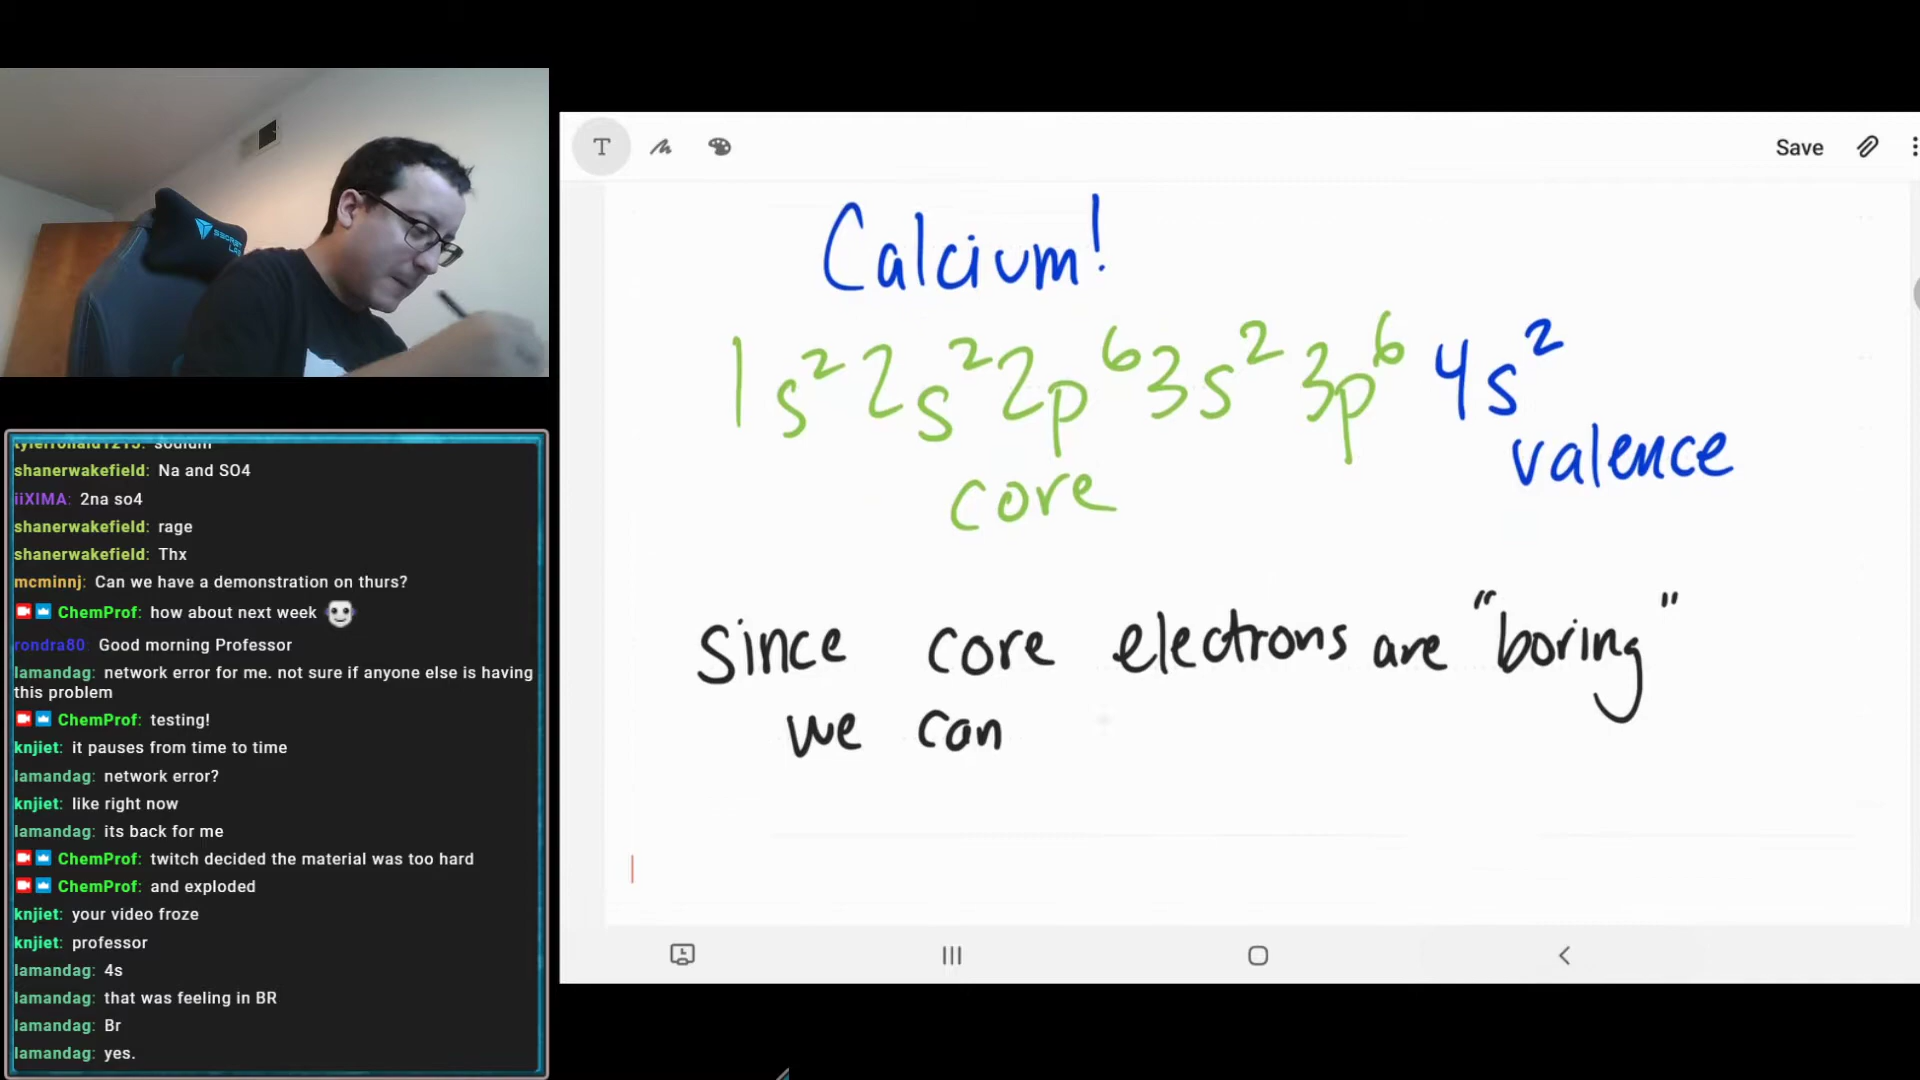 SECRET LAB
tylerronald1213: sodium
shanerwakefield: Na and SO4
iiXIMA: 2na so4
shanerwakefield: rage
shanerwakefield: Thx
mcminnj: Can we have a demonstration on thurs?
ChemProf: how about next week
rondra80: Good morning Professor
lamandag: network error for me. not sure if anyone else is having
this problem
ChemProf: testing!
knjiet: it pauses from time to time
lamandag: network error?
knjiet: like right now
lamandag: its back for me
ChemProf: twitch decided the material was too hard
ChemProf: and exploded
knjiet: your video froze
knjiet: professor
lamandag: 4s
lamandag: that was feeling in BR
lamandag: Br
lamandag: yes.
T Save
Calcium!
1s²2s²2p⁶3s²3p⁶4s²
valence
core
Since core electrons are "boring"
we can